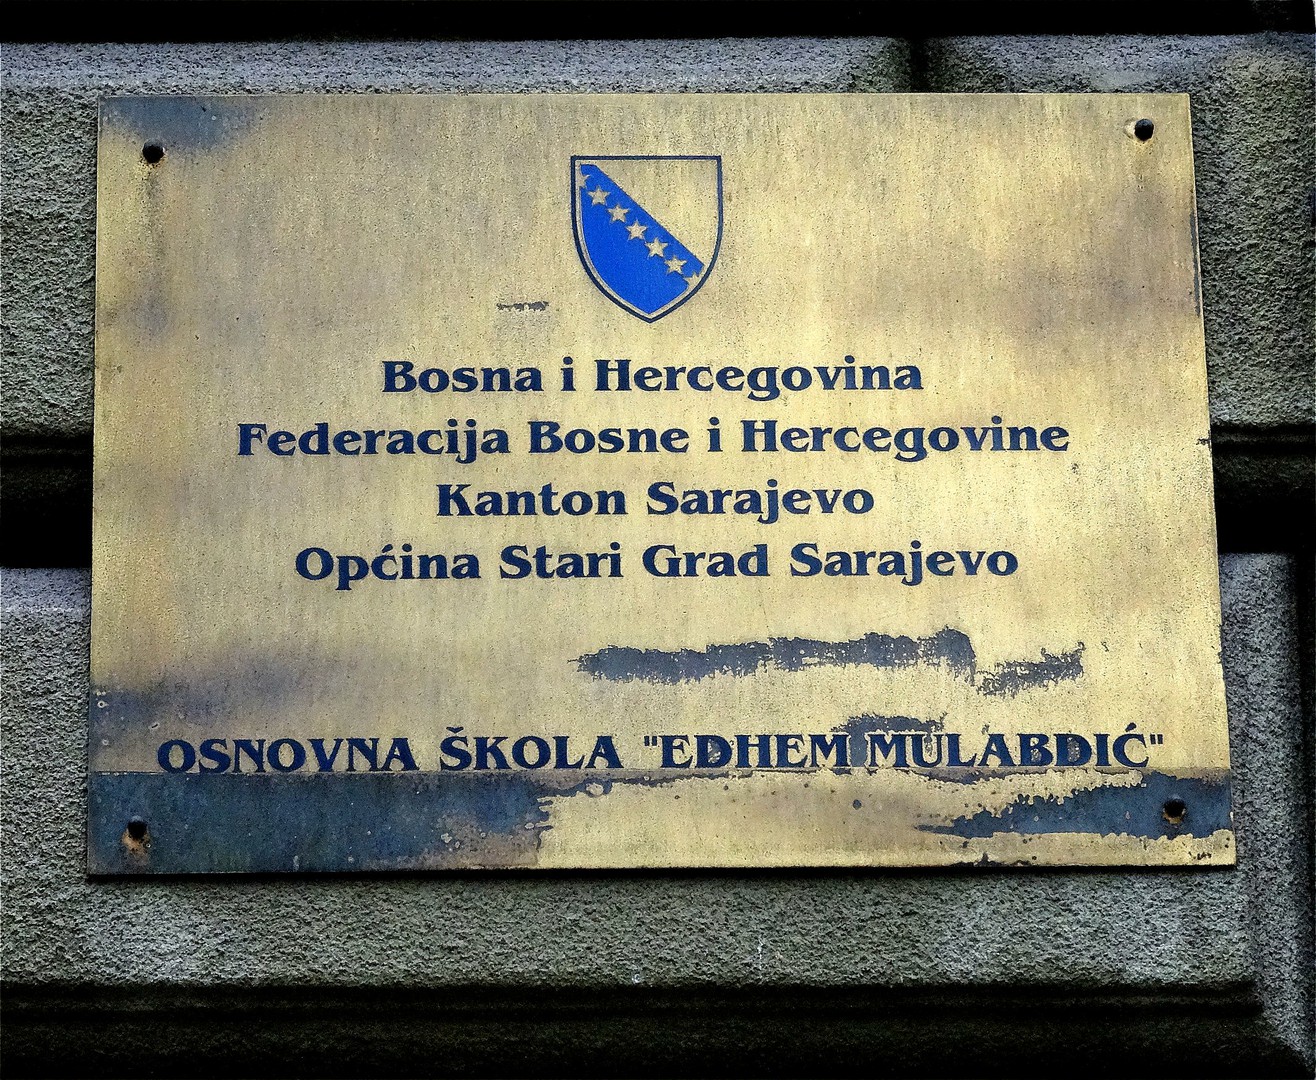 Bosna i Hercegovina
Federacija Bosne i Hercegovine
Kanton Sarajevo
Općina Stari Grad Sarajevo
OSNOVNA ŠKOLA "EDHEM MULABDIĆ"